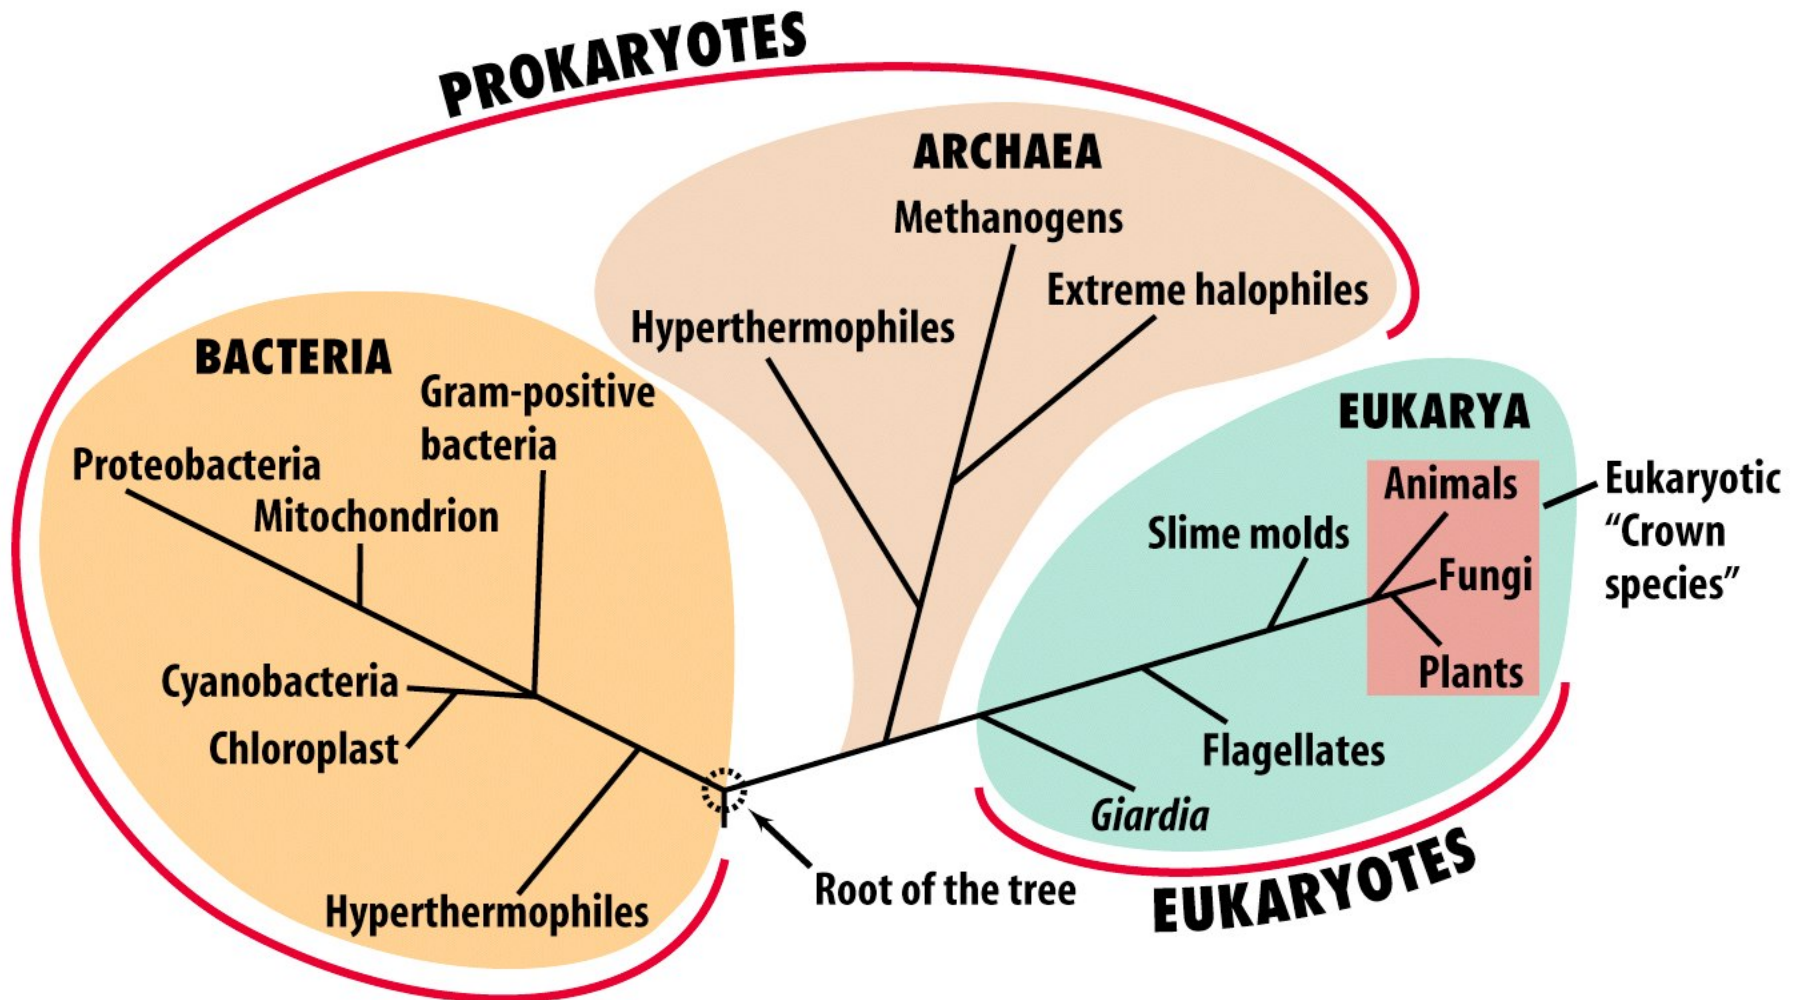 PROKARYOTES
ARCHAEA
Methanogens
Extreme halophiles
Hyperthermophiles
BACTERIA
Gram-positive
bacteria
Proteobacteria
Mitochondrion
Cyanobacteria
Chloroplast
Hyperthermophiles
Root of the tree
EUKARYA
Animals
Eukaryotic
“Crown
species”
Slime molds
Fungi
Plants
Flagellates
Giardia
EUKARYOTES